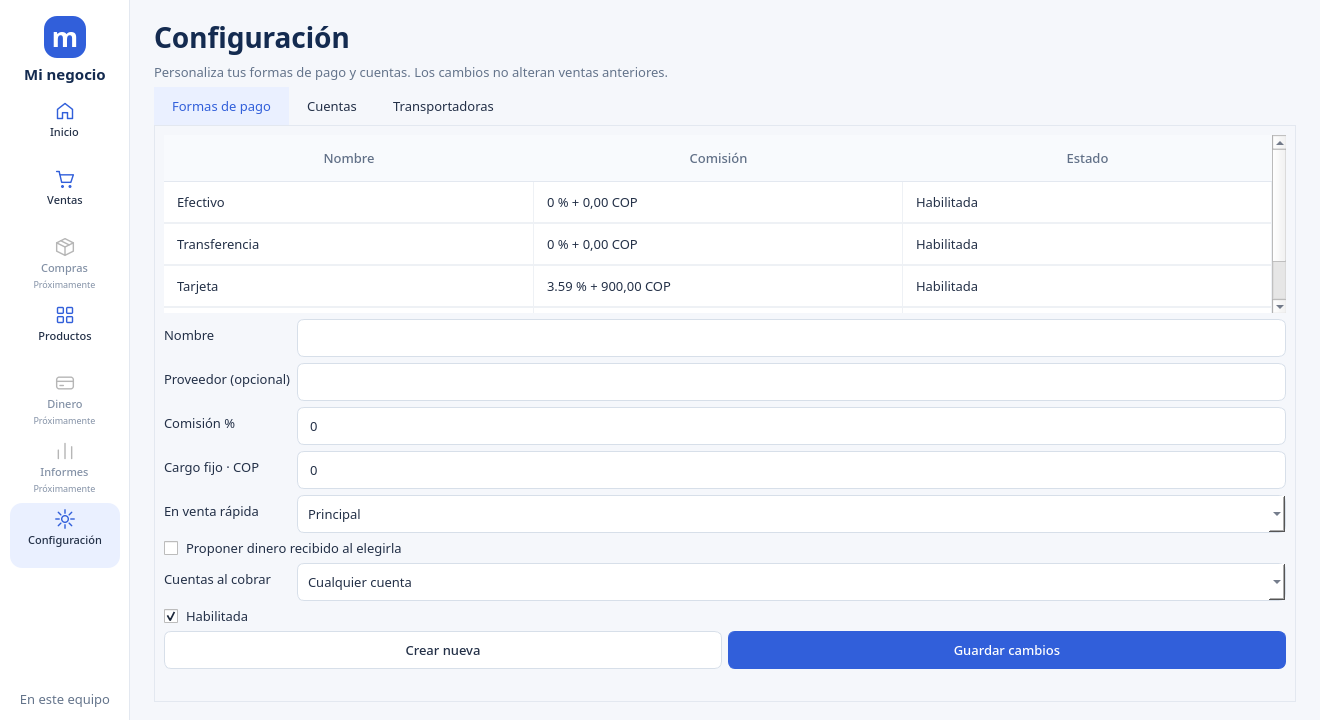 m
Mi negocio
Inicio
Ventas
Compras
Próximamente
Productos
Dinero
Próximamente
Informes
Próximamente
Configuración
En este equipo
Configuración
Personaliza tus formas de pago y cuentas. Los cambios no alteran ventas anteriores.
Formas de pago Cuentas Transportadoras
Nombre Comisión Estado
Efectivo 0 % + 0,00 COP Habilitada
Transferencia 0 % + 0,00 COP Habilitada
Tarjeta 3.59 % + 900,00 COP Habilitada
Nombre
Proveedor (opcional)
Comisión % 0
Cargo fijo · COP 0
En venta rápida Principal
Proponer dinero recibido al elegirla
Cuentas al cobrar Cualquier cuenta
Habilitada
Crear nueva Guardar cambios